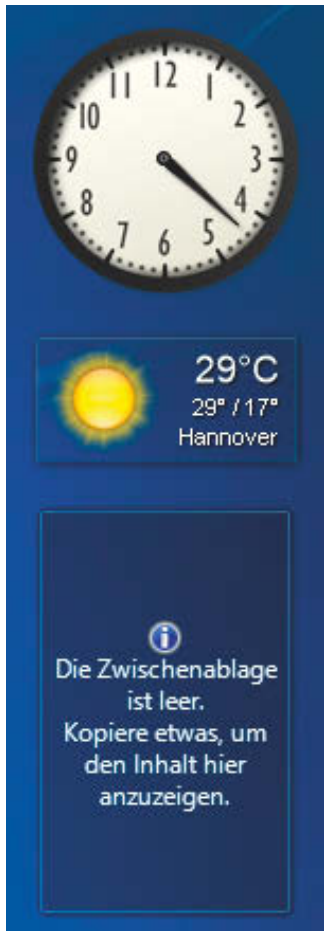 12
1
2
3
4
5
6
7
8
9
10
11
29°C
29° / 17°
Hannover
Die Zwischenablage
ist leer.
Kopiere etwas, um
den Inhalt hier
anzuzeigen.